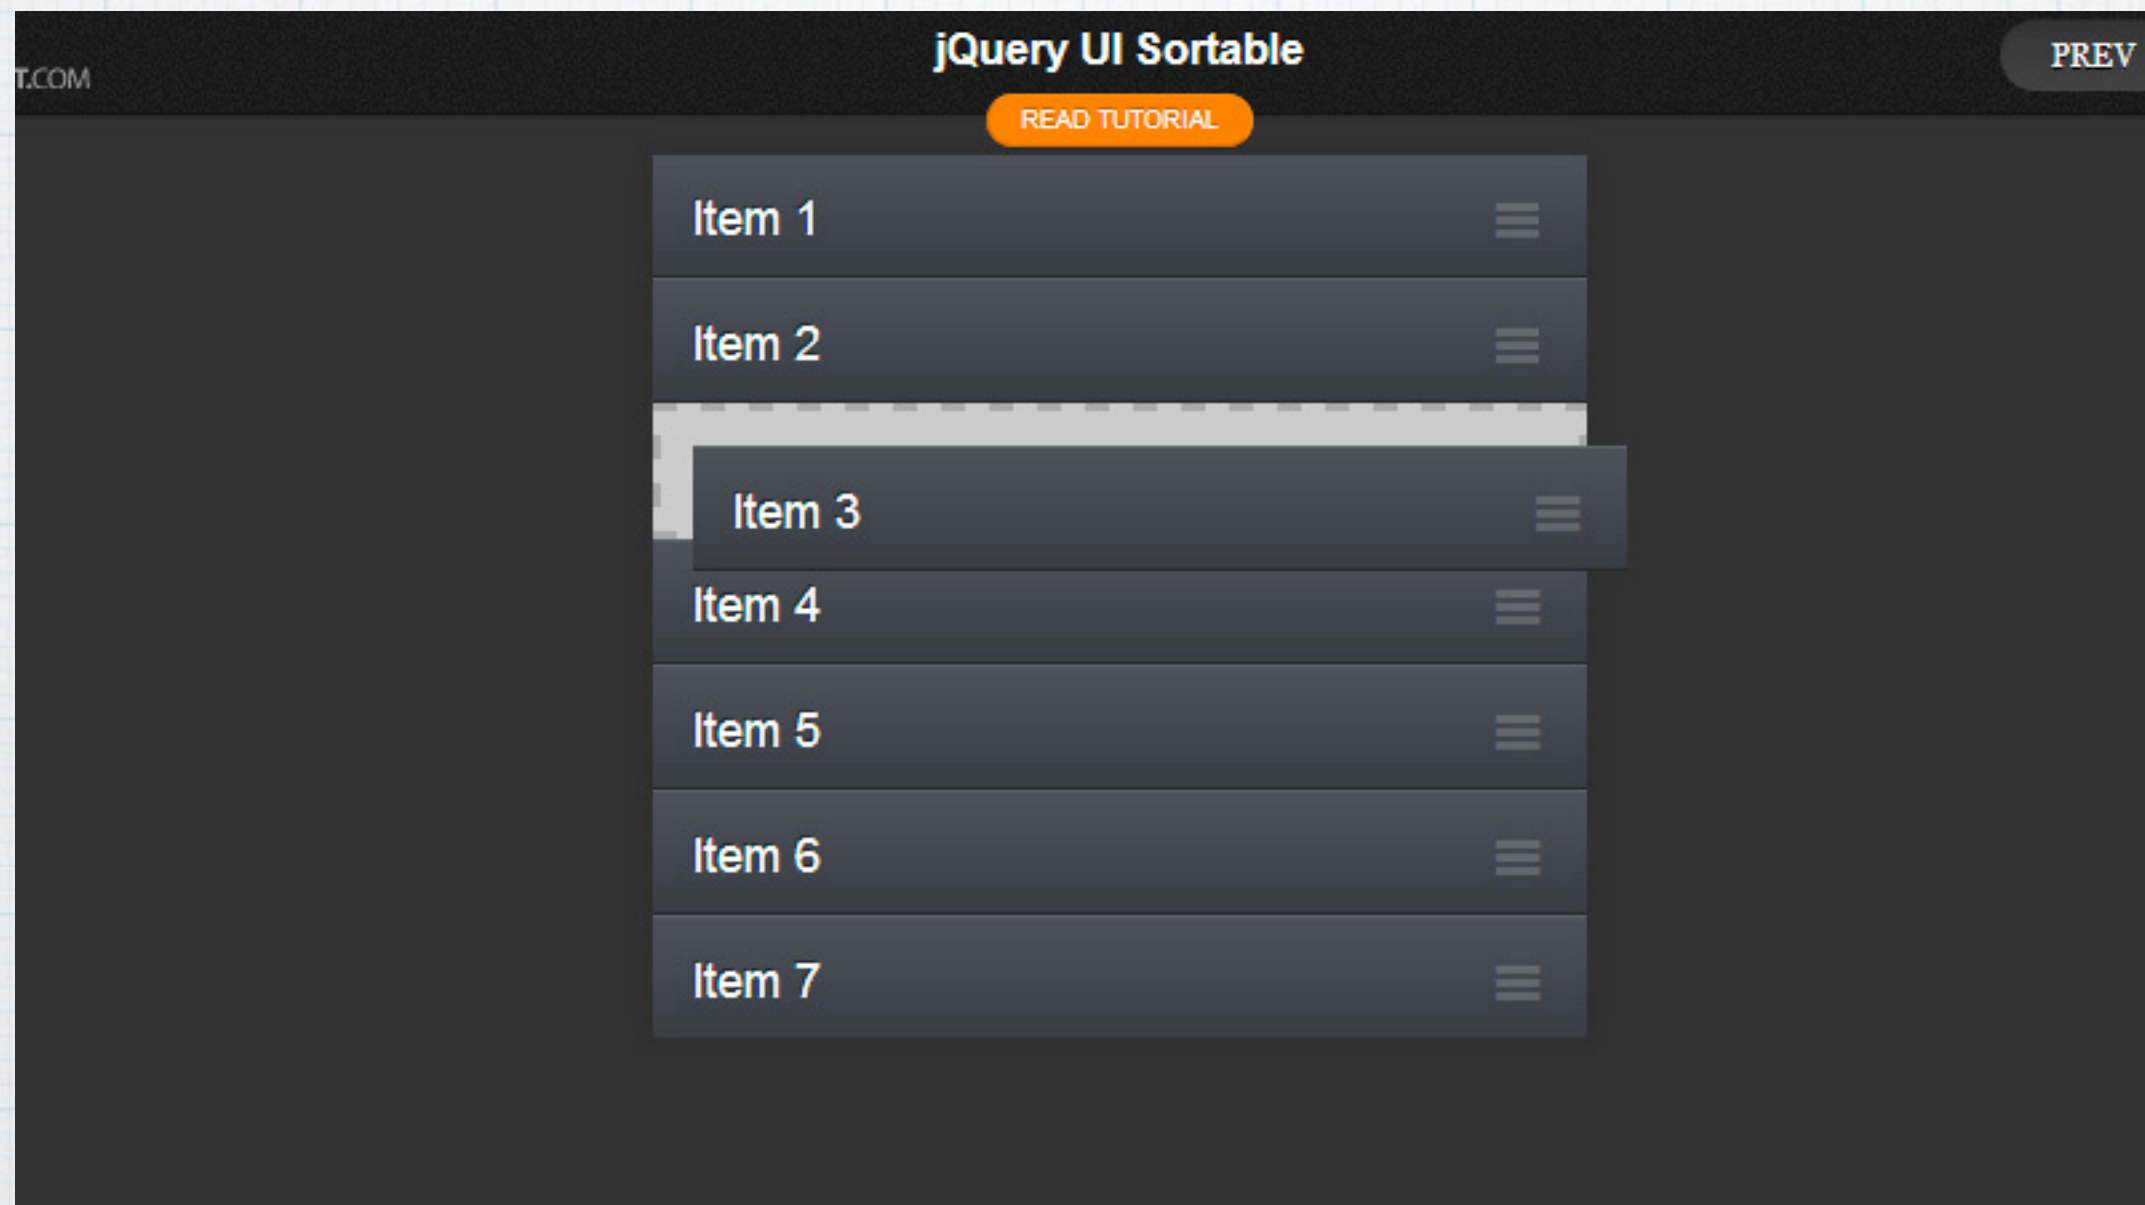 jQuery UI Sortable
T.COM
PREV
READ TUTORIAL
Item 1
Item 2
Item 3
Item 4
Item 5
Item 6
Item 7